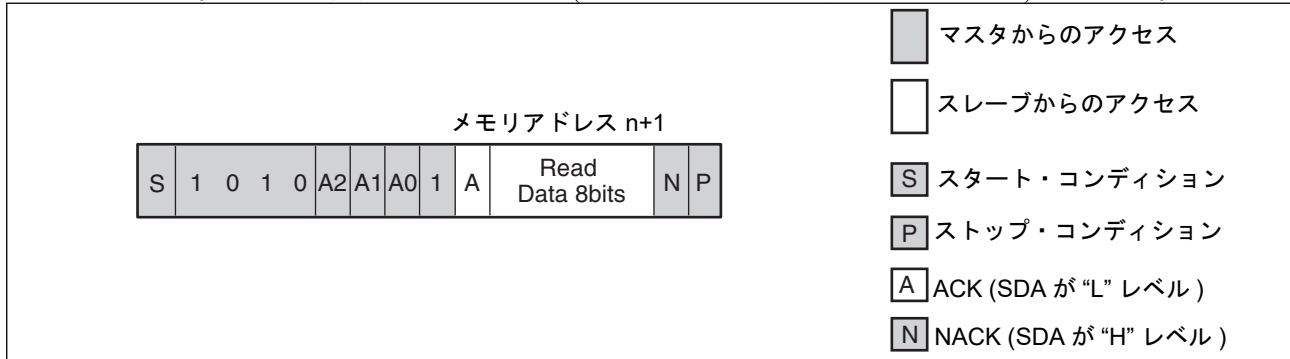 メモリアドレス n+1
S 1 0 1 0 A2 A1 A0 1 A Read Data 8bits N P
マスタからのアクセス
スレーブからのアクセス
S スタート・コンディション
P ストップ・コンディション
A ACK (SDA が “L” レベル )
N NACK (SDA が “H” レベル )